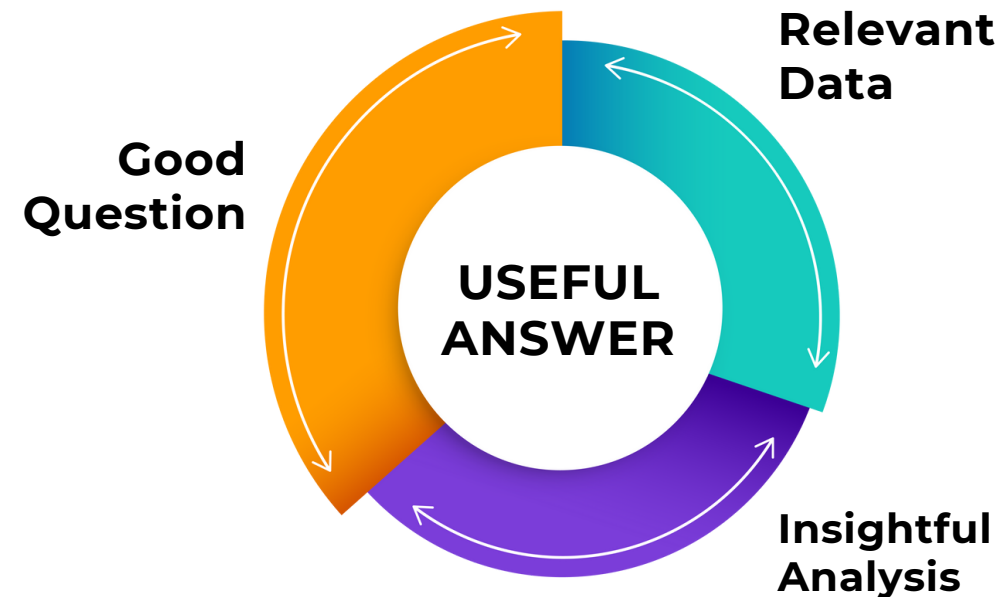 Relevant
Data
Good
Question
USEFUL
ANSWER
Insightful
Analysis